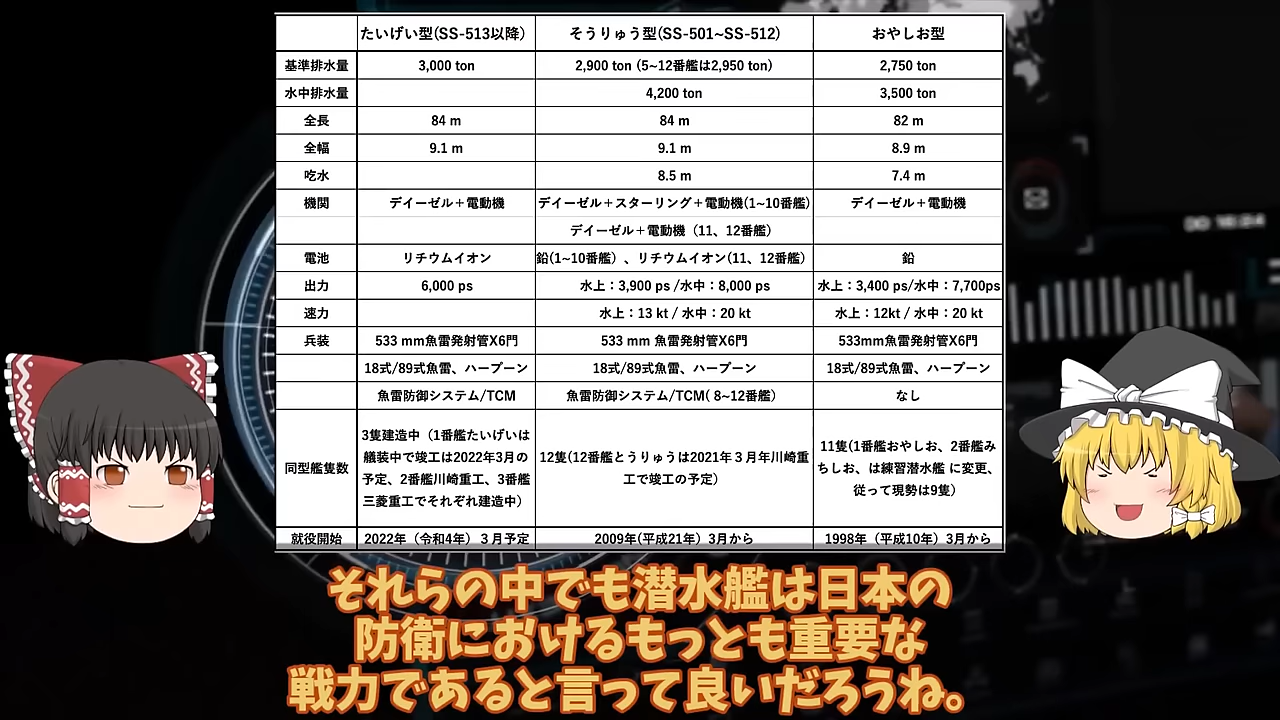 たいげい型(SS-513以降) そうりゅう型(SS-501~SS-512) おやしお型
基準排水量 3,000 ton 2,900 ton (5~12番艦は2,950 ton) 2,750 ton
水中排水量 4,200 ton 3,500 ton
全長 84 m 84 m 82 m
全幅 9.1 m 9.1 m 8.9 m
吃水 8.5 m 7.4 m
機関 デイーゼル＋電動機 デイーゼル＋スターリング＋電動機(1~10番艦) デイーゼル＋電動機
デイーゼル＋電動機（11、12番艦）
電池 リチウムイオン 鉛(1~10番艦）、リチウムイオン(11、12番艦） 鉛
出力 6,000 ps 水上：3,900 ps /水中：8,000 ps 水上：3,400 ps/水中：7,700ps
速力 水上：13 kt / 水中：20 kt 水上：12kt / 水中：20 kt
兵装 533 mm魚雷発射管X6門 533 mm 魚雷発射管X6門 533mm魚雷発射管X6門
18式/89式魚雷、ハープーン 18式/89式魚雷、ハープーン 18式/89式魚雷、ハープーン
魚雷防御システム/TCM 魚雷防御システム/TCM( 8~12番艦） なし
同型艦隻数
3隻建造中（1番艦たいげいは
艤装中で竣工は2022年3月の
予定、2番艦川崎重工、3番艦
三菱重工でそれぞれ建造中）
12隻(12番艦とうりゅうは2021年３月年川崎重
工で竣工の予定）
11隻(1番艦おやしお、2番艦み
ちしお、は練習潜水艦 に変更、
従って現勢は9隻）
就役開始 2022年（令和4年）３月予定 2009年(平成21年）3月から 1998年（平成10年）3月から
それらの中でも潜水艦は日本の
防衛におけるもっとも重要な
戦力であると言って良いだろうね。